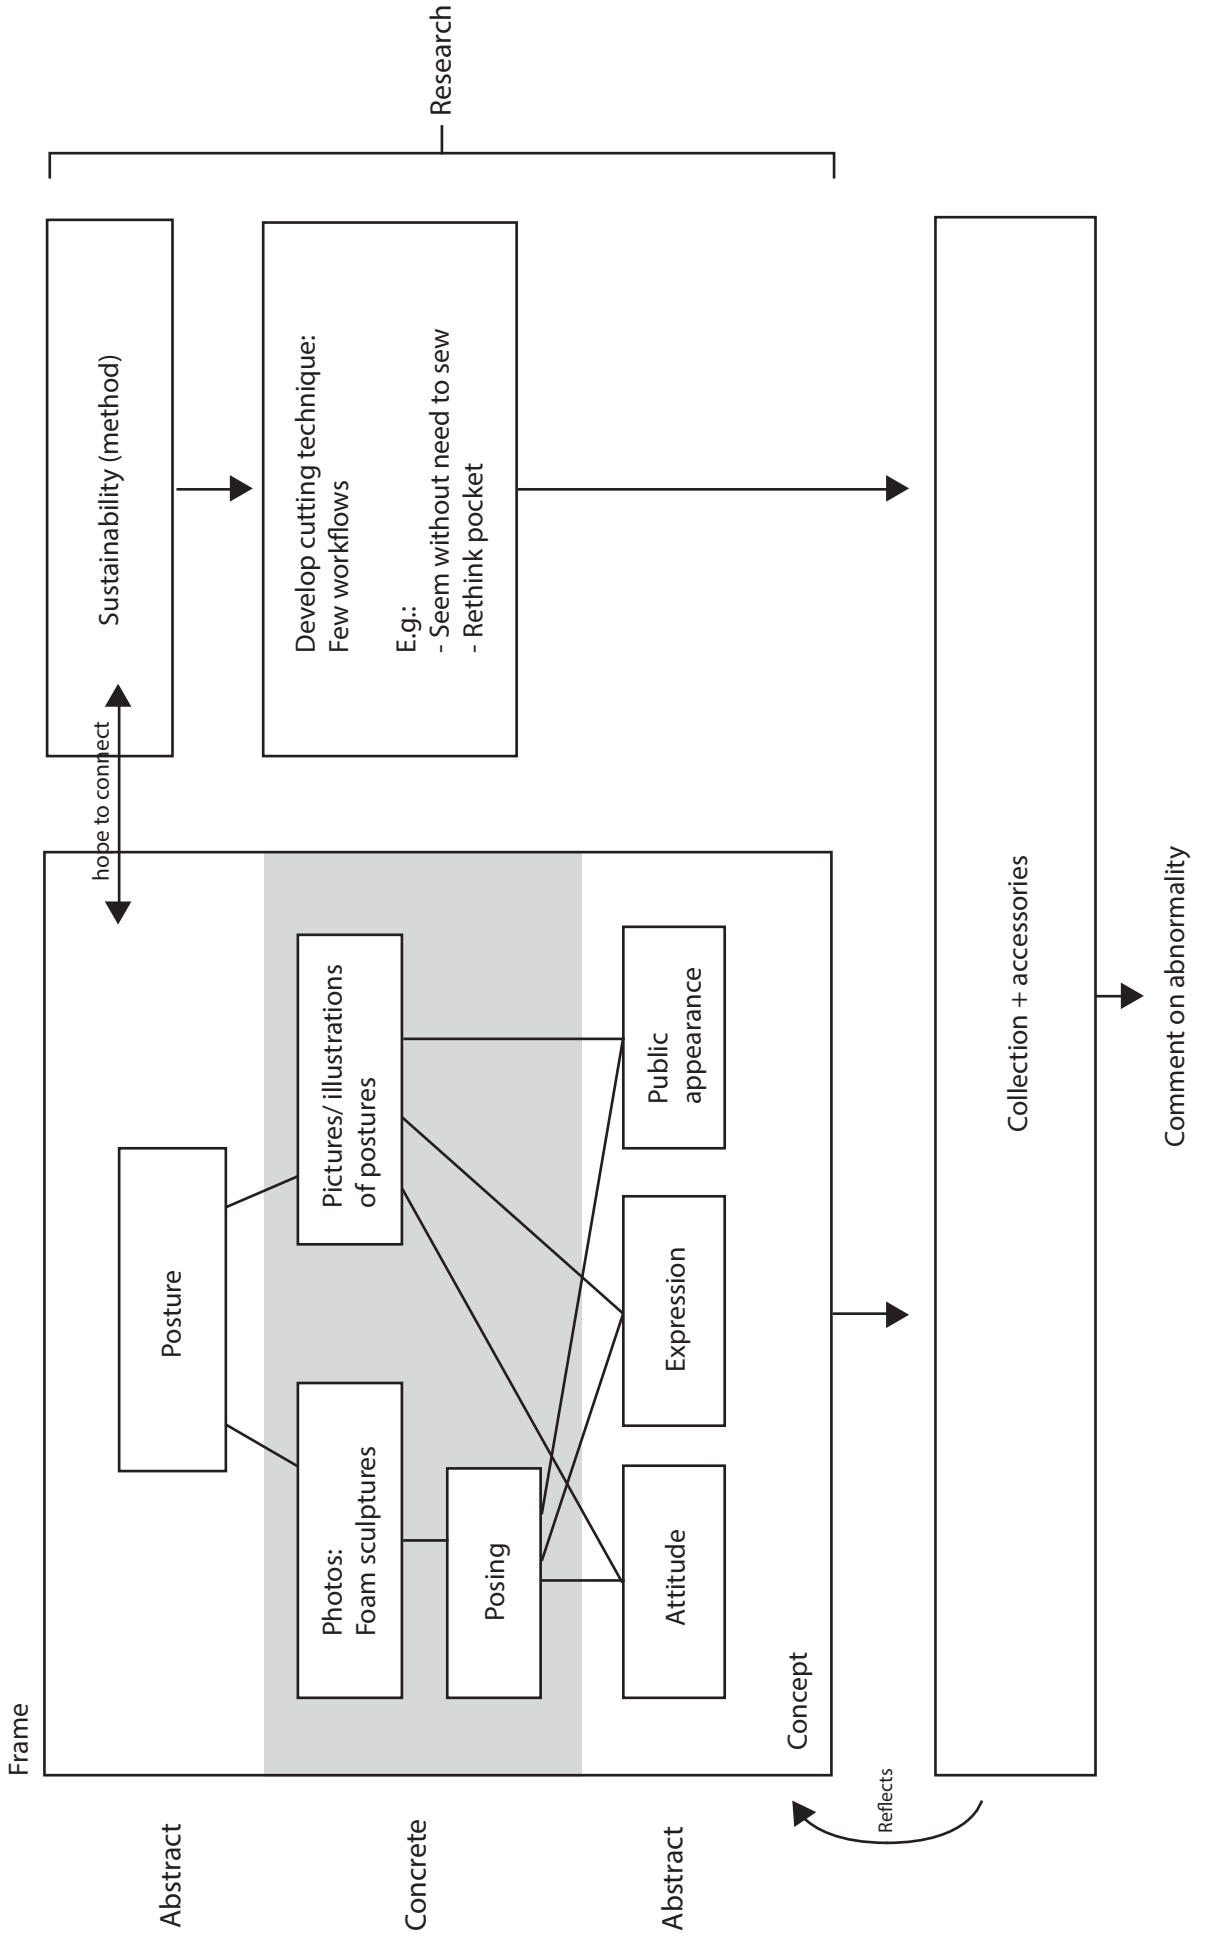 Frame
Abstract
Concrete
Abstract
Posture
Photos:
Foam sculptures
Pictures/ illustrations
of postures
Posing
Attitude
Expression
Public
appearance
Concept
hope to connect
Sustainability (method)
Develop cutting technique:
Few workflows
E.g.:
- Seem without need to sew
- Rethink pocket
Research
Reflects
Collection + accessories
Comment on abnormality